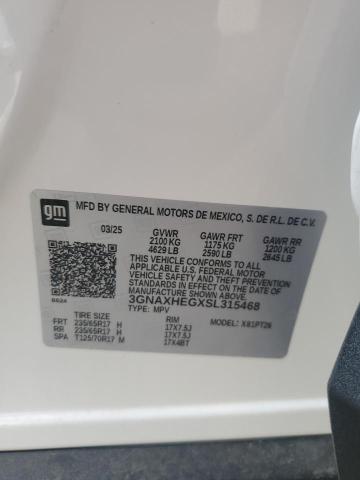 gm
MFD BY GENERAL MOTORS DE MEXICO, S. DE R.L. DE C.V.
03/25 GVWR GAWR FRT GAWR RR
2100 KG 1175 KG 1200 KG
4629 LB 2590 LB 2645 LB
THIS VEHICLE CONFORMS TO ALL
APPLICABLE U.S. FEDERAL MOTOR
VEHICLE SAFETY AND THEFT PREVENTION
STANDARDS IN EFFECT ON THE DATE OF
MANUFACTURE SHOWN ABOVE.
3GNAXHEGXSL315468
TYPE: MPV
TIRE SIZE RIM MODEL: X81PT26
FRT 235/65R17 H 17X7.5J
RR 235/65R17 H 17X7.5J
SPA T125/70R17 M 17X4BT